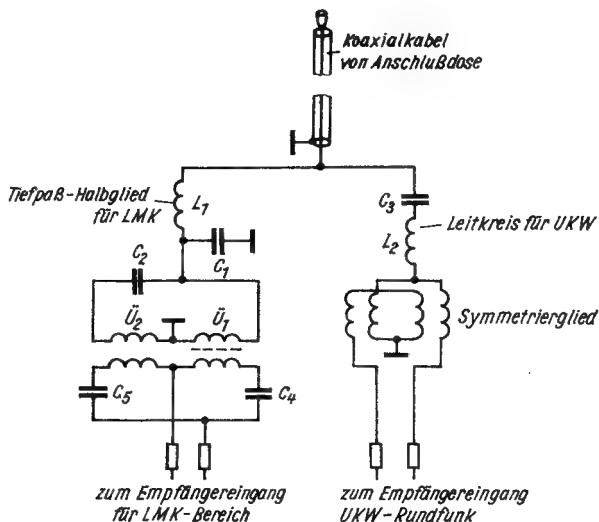 Koaxialkabel
von Anschlußdose
Tiefpaß-Halbglied
für LMK
L1
C1
C2
C3
L2
Leitkreis für UKW
Ü2
Ü1
Symmetrierglied
C5
C4
zum Empfängereingang
für LMK-Bereich
zum Empfängereingang
UKW-Rundfunk